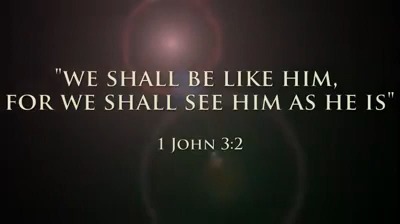 "WE SHALL BE LIKE HIM,
FOR WE SHALL SEE HIM AS HE IS"
1 JOHN 3:2